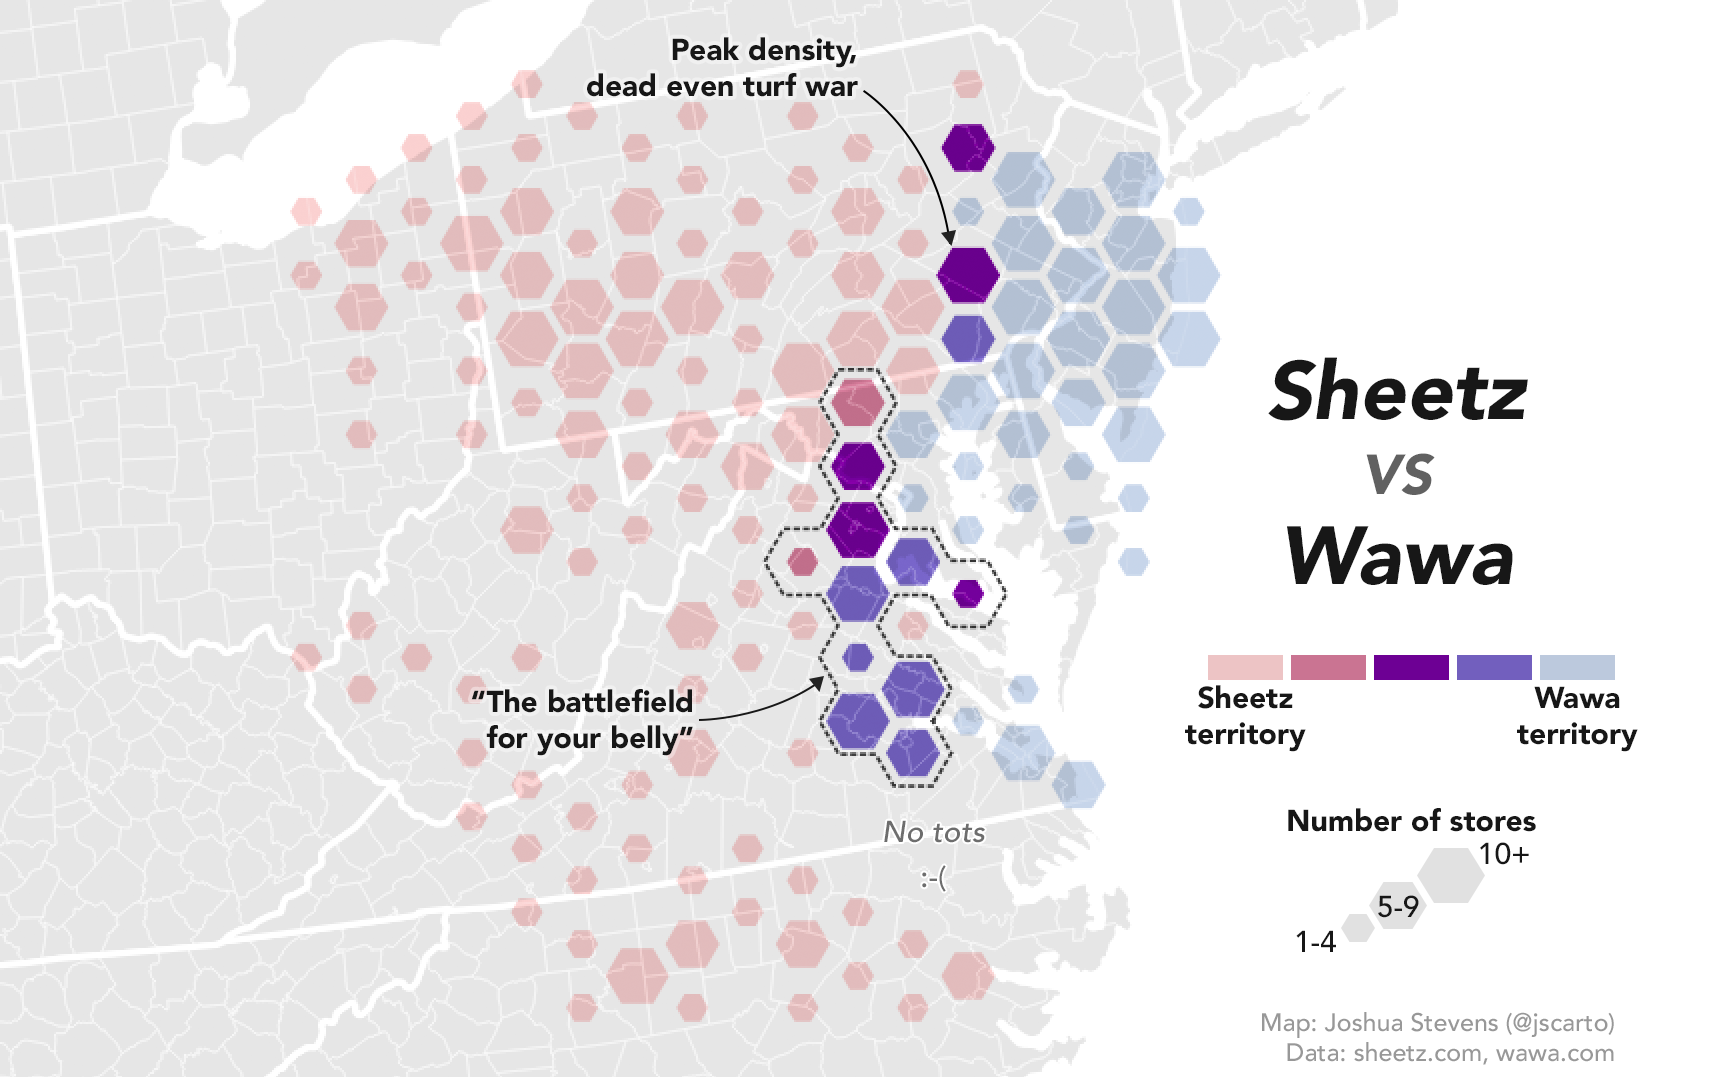 Peak density,
dead even turf war
Sheetz
vs
Wawa
Sheetz
territory
Wawa
territory
“The battlefield
for your belly”
No tots
:-(
Number of stores
10+
5-9
1-4
Map: Joshua Stevens (@jscarto)
Data: sheetz.com, wawa.com